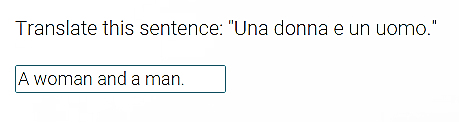 Translate this sentence: "Una donna e un uomo."
A woman and a man.